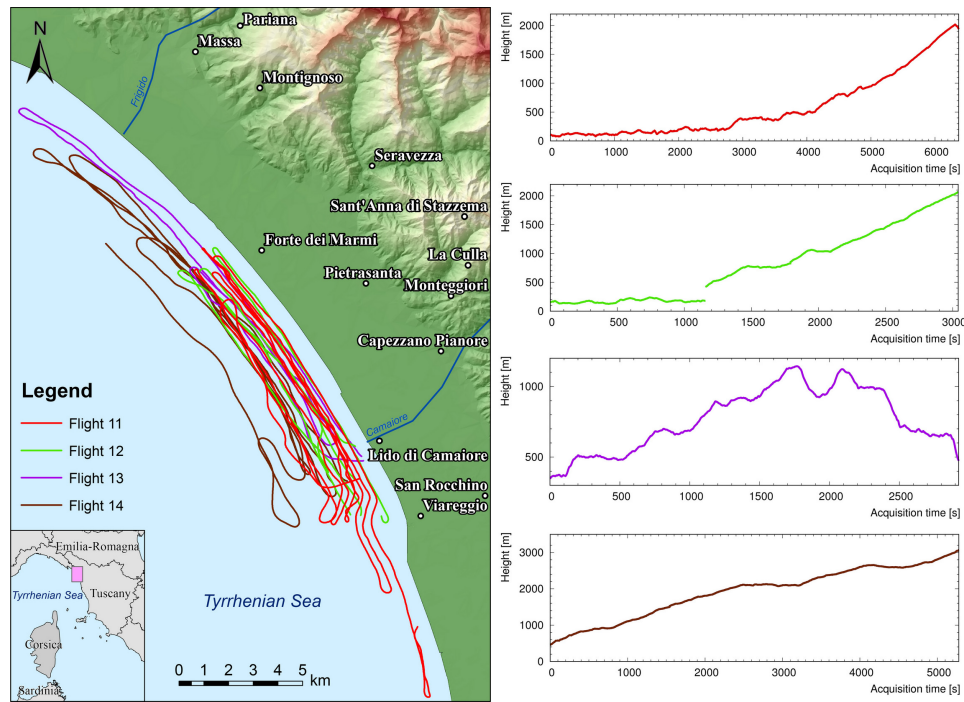 N
Pariana
Massa
Montignoso
Frigido
Seravezza
Sant'Anna di Stazzema
Forte dei Marmi
La Culla
Pietrasanta
Monteggiori
Capezzano Pianore
Camaiore
Lido di Camaiore
San Rocchino
Viareggio
Legend
Flight 11
Flight 12
Flight 13
Flight 14
Emilia-Romagna
Tyrrhenian Sea
Tuscany
Corsica
Sardinia
Tyrrhenian Sea
0 1 2 3 4 5
km
Height [m]
2000
1500
1000
500
0
0 1000 2000 3000 4000 5000 6000
Acquisition time [s]
Height [m]
2000
1500
1000
500
0
0 500 1000 1500 2000 2500 3000
Acquisition time [s]
Height [m]
1000
500
0 500 1000 1500 2000 2500
Acquisition time [s]
Height [m]
3000
2000
1000
0
0 1000 2000 3000 4000 5000
Acquisition time [s]